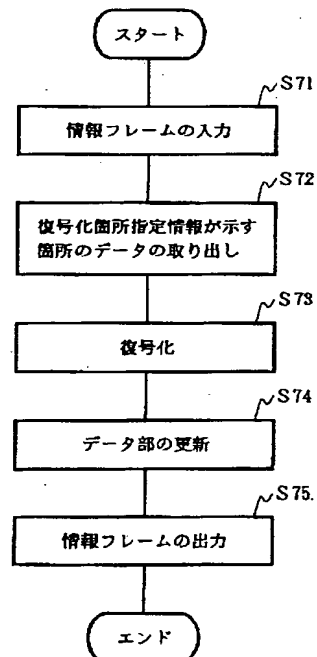 スタート
S71
情報フレームの入力
S72
復号化箇所指定情報が示す
箇所のデータの取り出し
S73
復号化
S74
データ部の更新
S75.
情報フレームの出力
エンド